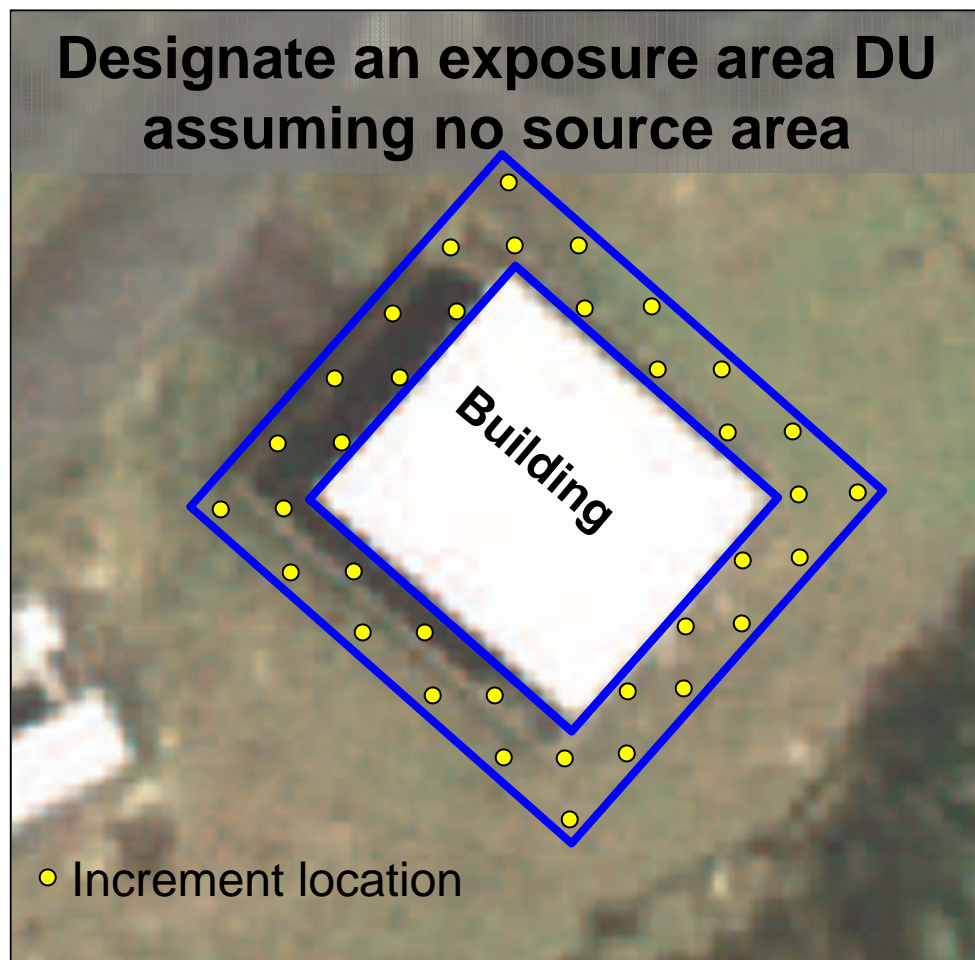 Designate an exposure area DU
assuming no source area
Building
Increment location